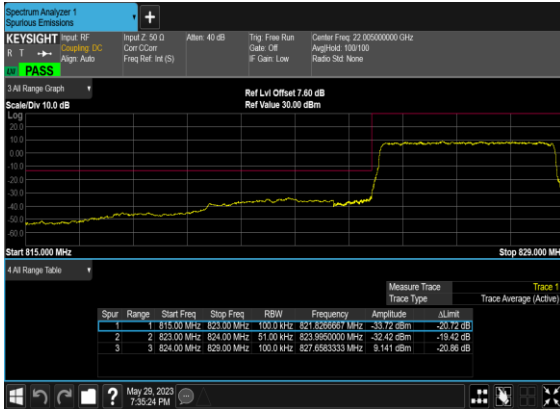 Spectrum Analyzer 1
Spurious Emissions
+
KEYSIGHT Input: RF Input Z: 50 Ω Atten: 40 dB Trig: Free Run Center Freq: 22.005000000 GHz
R T Coupling: DC Corr CCorr Gate: Off Avg|Hold: 100/100
Align: Auto Freq Ref: Int (S) IF Gain: Low Radio Std: None
PASS
3 All Range Graph
Ref Lvl Offset 7.60 dB
Scale/Div 10.0 dB Ref Value 30.00 dBm
Log
20.0
10.0
0.00
-10.0
-20.0
-30.0
-40.0
-50.0
-60.0
Start 815.000 MHz Stop 829.000 MH
4 All Range Table
Measure Trace Trace 1
Trace Type Trace Average (Active)
Spur Range Start Freq Stop Freq RBW Frequency Amplitude ΔLimit
1 1 815.00 MHz 823.00 MHz 100.0 kHz 821.8266667 MHz -33.72 dBm -20.72 dB
2 2 823.00 MHz 824.00 MHz 51.00 kHz 823.9950000 MHz -32.42 dBm -19.42 dB
3 3 824.00 MHz 829.00 MHz 100.0 kHz 827.6583333 MHz 9.141 dBm -20.86 dB
?
May 29, 2023
7:35:24 PM